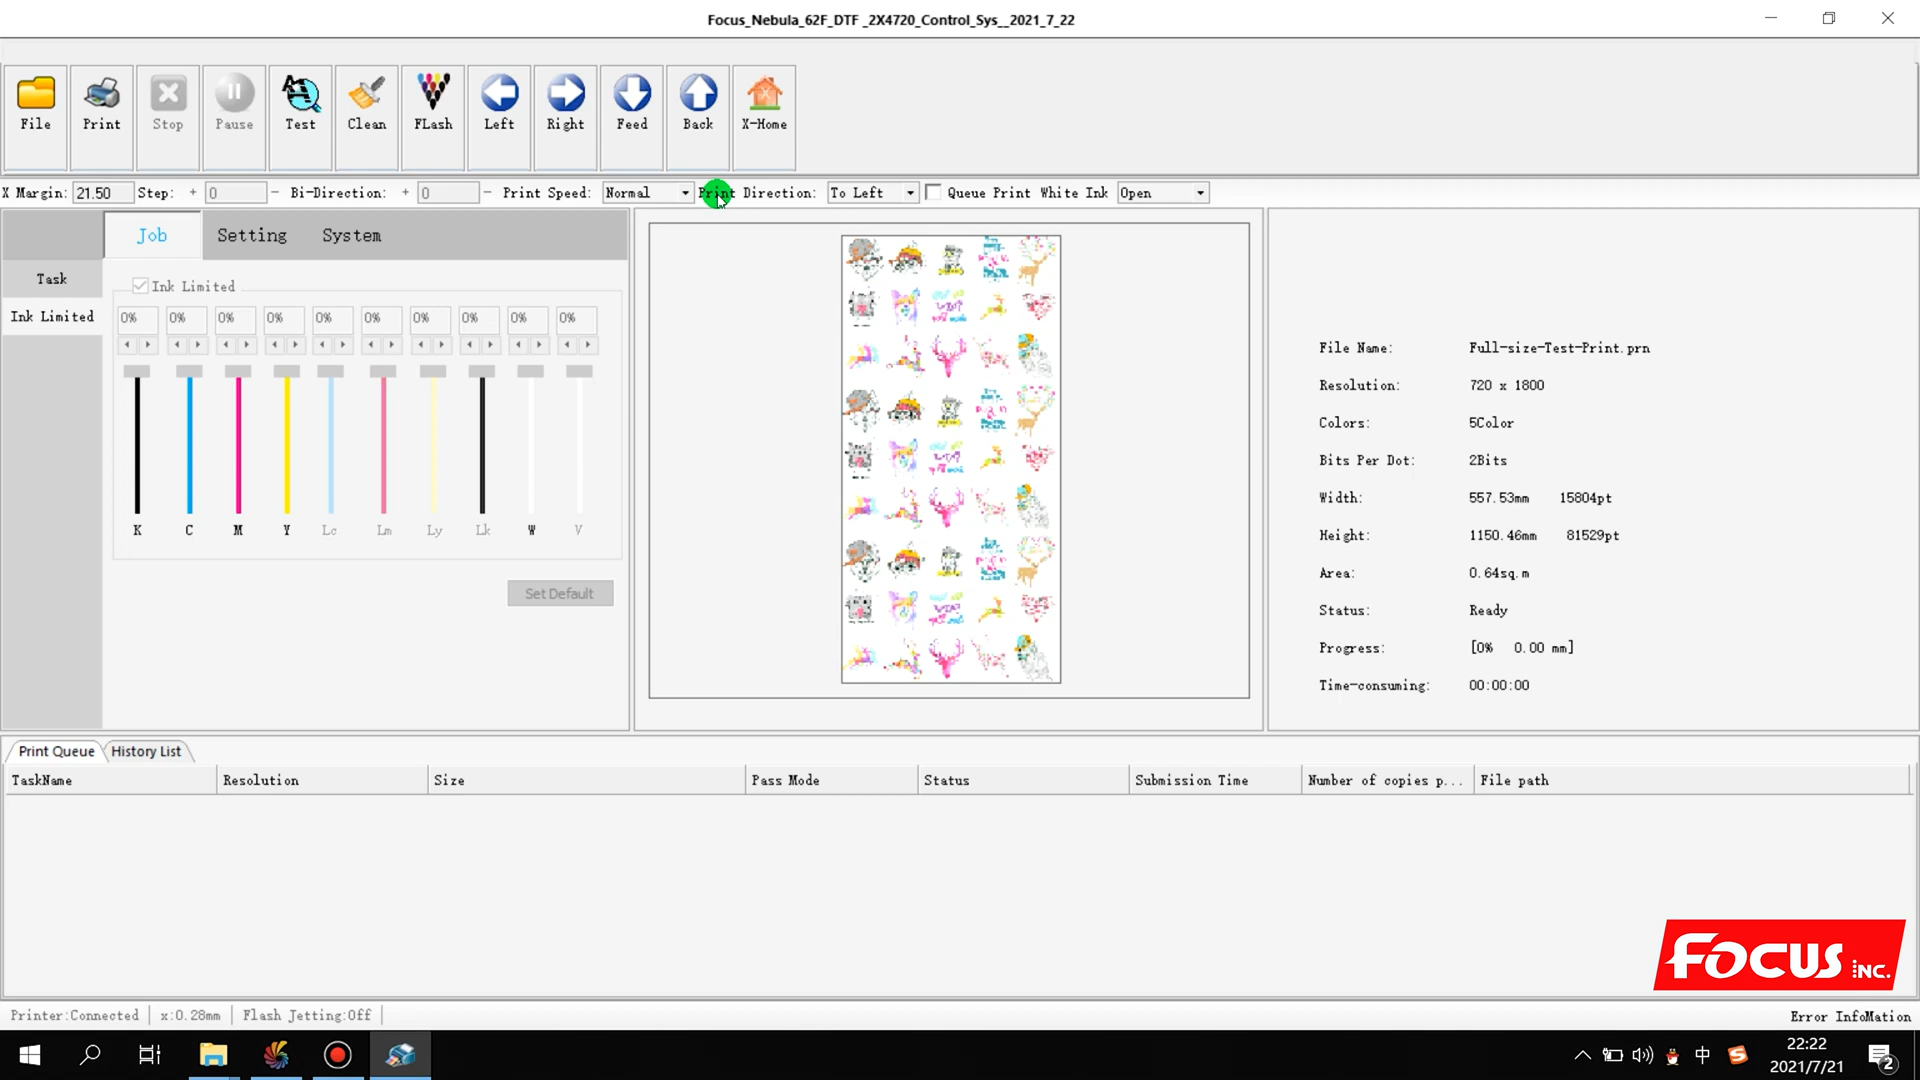 Focus_Nebula_62F_DTF _2X4720_Control_Sys__2021_7_22
File Print Stop Pause Test Clean FLash Left Right Feed Back X-Home
X Margin: 21.50 Step: + 0 - Bi-Direction: + 0 - Print Speed: Normal Print Direction: To Left Queue Print White Ink Open
Job Setting System
Task
Ink Limited
Ink Limited
0% 0% 0% 0% 0% 0% 0% 0% 0% 0%
K C M Y Lc Lm Ly Lk W V
Set Default
File Name: Full-size-Test-Print.prn
Resolution: 720 x 1800
Colors: 5Color
Bits Per Dot: 2Bits
Width: 557.53mm 15804pt
Height: 1150.46mm 81529pt
Area: 0.64sq.m
Status: Ready
Progress: [0% 0.00 mm]
Time-consuming: 00:00:00
Print Queue History List
TaskName Resolution Size Pass Mode Status Submission Time Number of copies p... File path
FOCUS INC.
Printer:Connected x:0.28mm Flash Jetting:Off Error InfoMation
中 22:22
2021/7/21
2